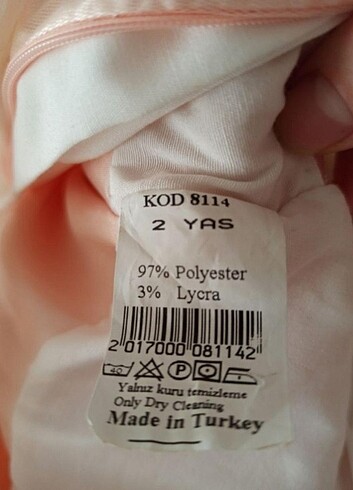 KOD 8114
2 YAS
97% Polyester
3% Lycra
2 017000 081142
40 P
Yalnız kuru temizleme
Only Dry Cleaning
Made in Turkey